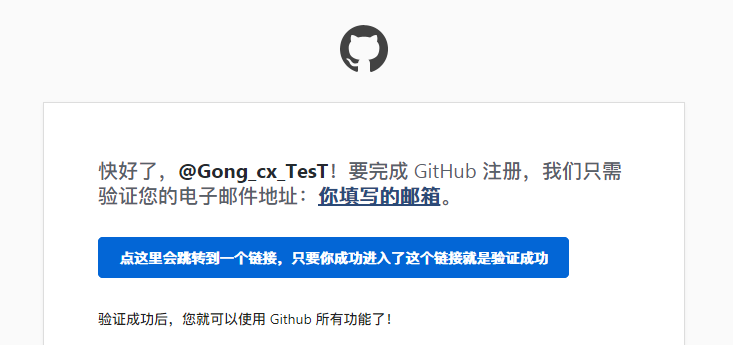 快好了，@Gong_cx_TesT！要完成 GitHub 注册，我们只需
验证您的电子邮件地址：你填写的邮箱。
点这里会跳转到一个链接，只要你成功进入了这个链接就是验证成功
验证成功后，您就可以使用 Github 所有功能了！